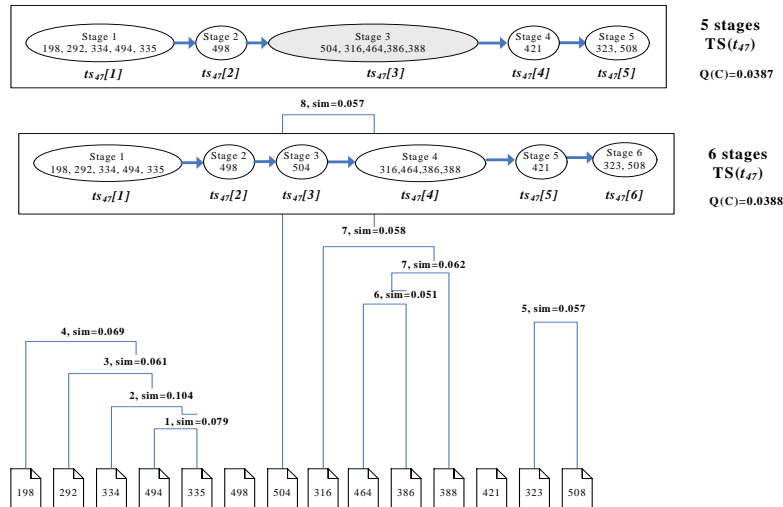 Stage 1
198, 292, 334, 494, 335
Stage 2
498
Stage 3
504, 316,464,386,388
Stage 4
421
Stage 5
323, 508
ts47[1]
ts47[2]
ts47[3]
ts47[4]
ts47[5]
5 stages
TS(t47)
Q(C)=0.0387
8, sim=0.057
Stage 1
198, 292, 334, 494, 335
Stage 2
498
Stage 3
504
Stage 4
316,464,386,388
Stage 5
421
Stage 6
323, 508
ts47[1]
ts47[2]
ts47[3]
ts47[4]
ts47[5]
ts47[6]
6 stages
TS(t47)
Q(C)=0.0388
7, sim=0.058
7, sim=0.062
6, sim=0.051
5, sim=0.057
4, sim=0.069
3, sim=0.061
2, sim=0.104
1, sim=0.079
198
292
334
494
335
498
504
316
464
386
388
421
323
508